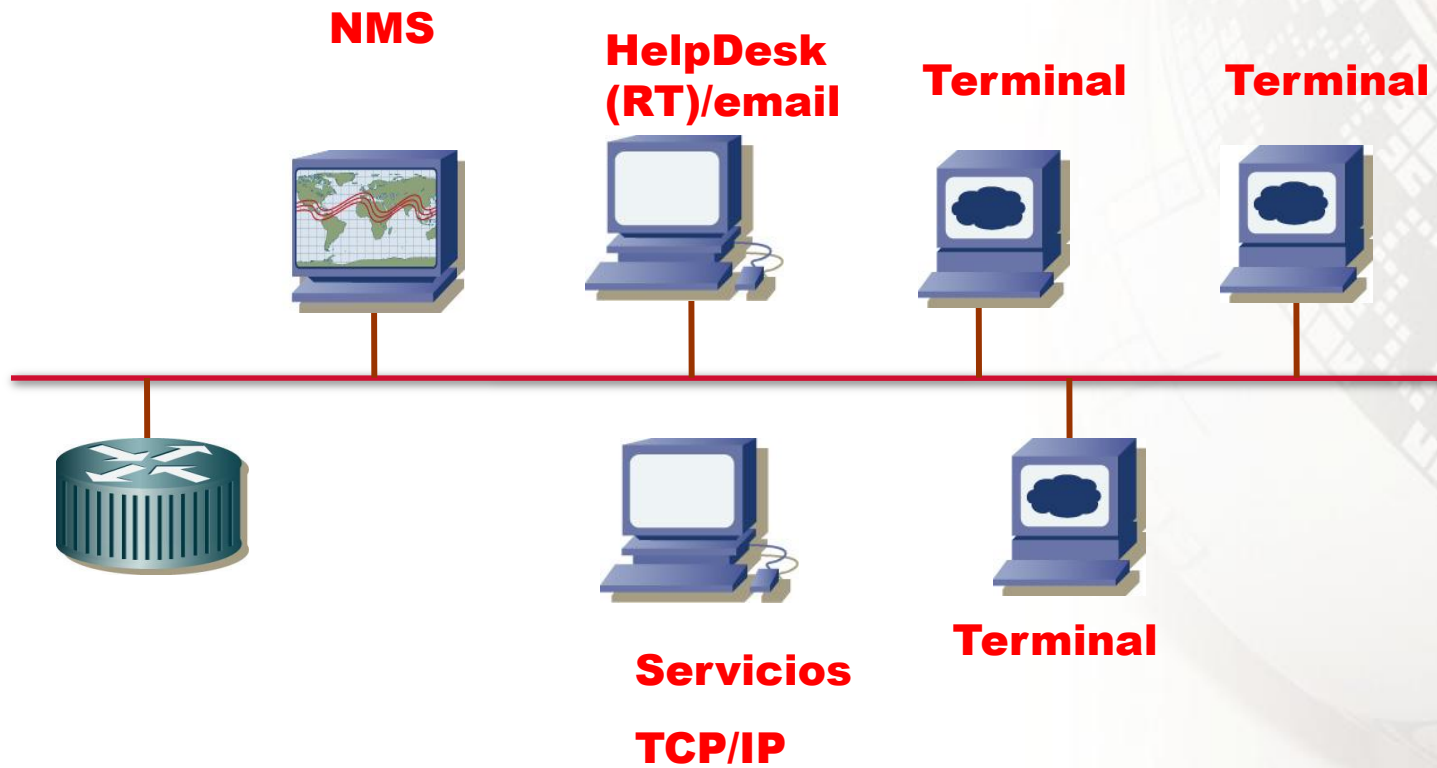 NMS
HelpDesk
(RT)/email
Terminal
Terminal
Servicios
TCP/IP
Terminal